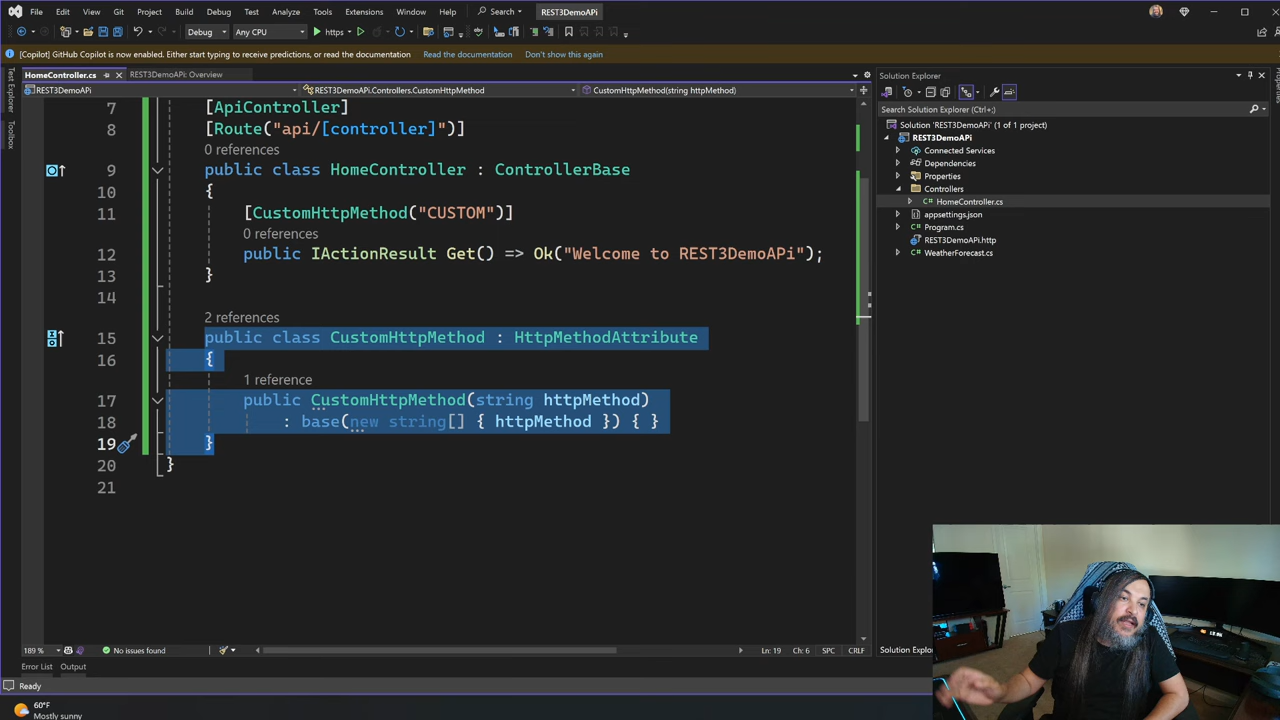 File Edit View Git Project Build Debug Test Analyze Tools Extensions Window Help Search REST3DemoAPi
Debug Any CPU https
[Copilot] GitHub Copilot is now enabled. Either start typing to receive predictions, or read the documentation Read the documentation Don't show this again
Test Explorer
Toolbox
HomeController.cs REST3DemoAPi: Overview
REST3DemoAPi REST3DemoAPi.Controllers.CustomHttpMethod CustomHttpMethod(string httpMethod)
7 [ApiController]
8 [Route("api/[controller]")]
0 references
9 public class HomeController : ControllerBase
10 {
11 [CustomHttpMethod("CUSTOM")]
0 references
12 public IActionResult Get() => Ok("Welcome to REST3DemoAPi");
13 }
14
2 references
15 public class CustomHttpMethod : HttpMethodAttribute
16 {
1 reference
17 public CustomHttpMethod(string httpMethod)
18 : base(new string[] { httpMethod }) { }
19 }
20 }
21
189 % No issues found Ln: 19 Ch: 6 SPC CRLF
Error List Output
Ready
60°F
Mostly sunny
Solution Explorer
Search Solution Explorer (Ctrl+;)
Solution 'REST3DemoAPi' (1 of 1 project)
REST3DemoAPi
Connected Services
Dependencies
Properties
Controllers
C# HomeController.cs
appsettings.json
C# Program.cs
REST3DemoAPi.http
C# WeatherForecast.cs